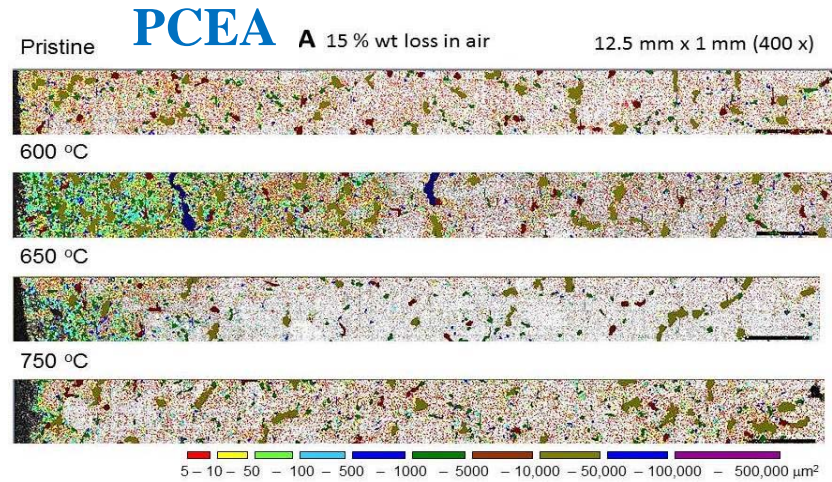 PCEA
Pristine
A 15 % wt loss in air
12.5 mm x 1 mm (400 x)
600 °C
650 °C
750 °C
5 – 10 – 50 – 100 – 500 – 1000 – 5000 – 10,000 – 50,000 – 100,000 – 500,000 µm²